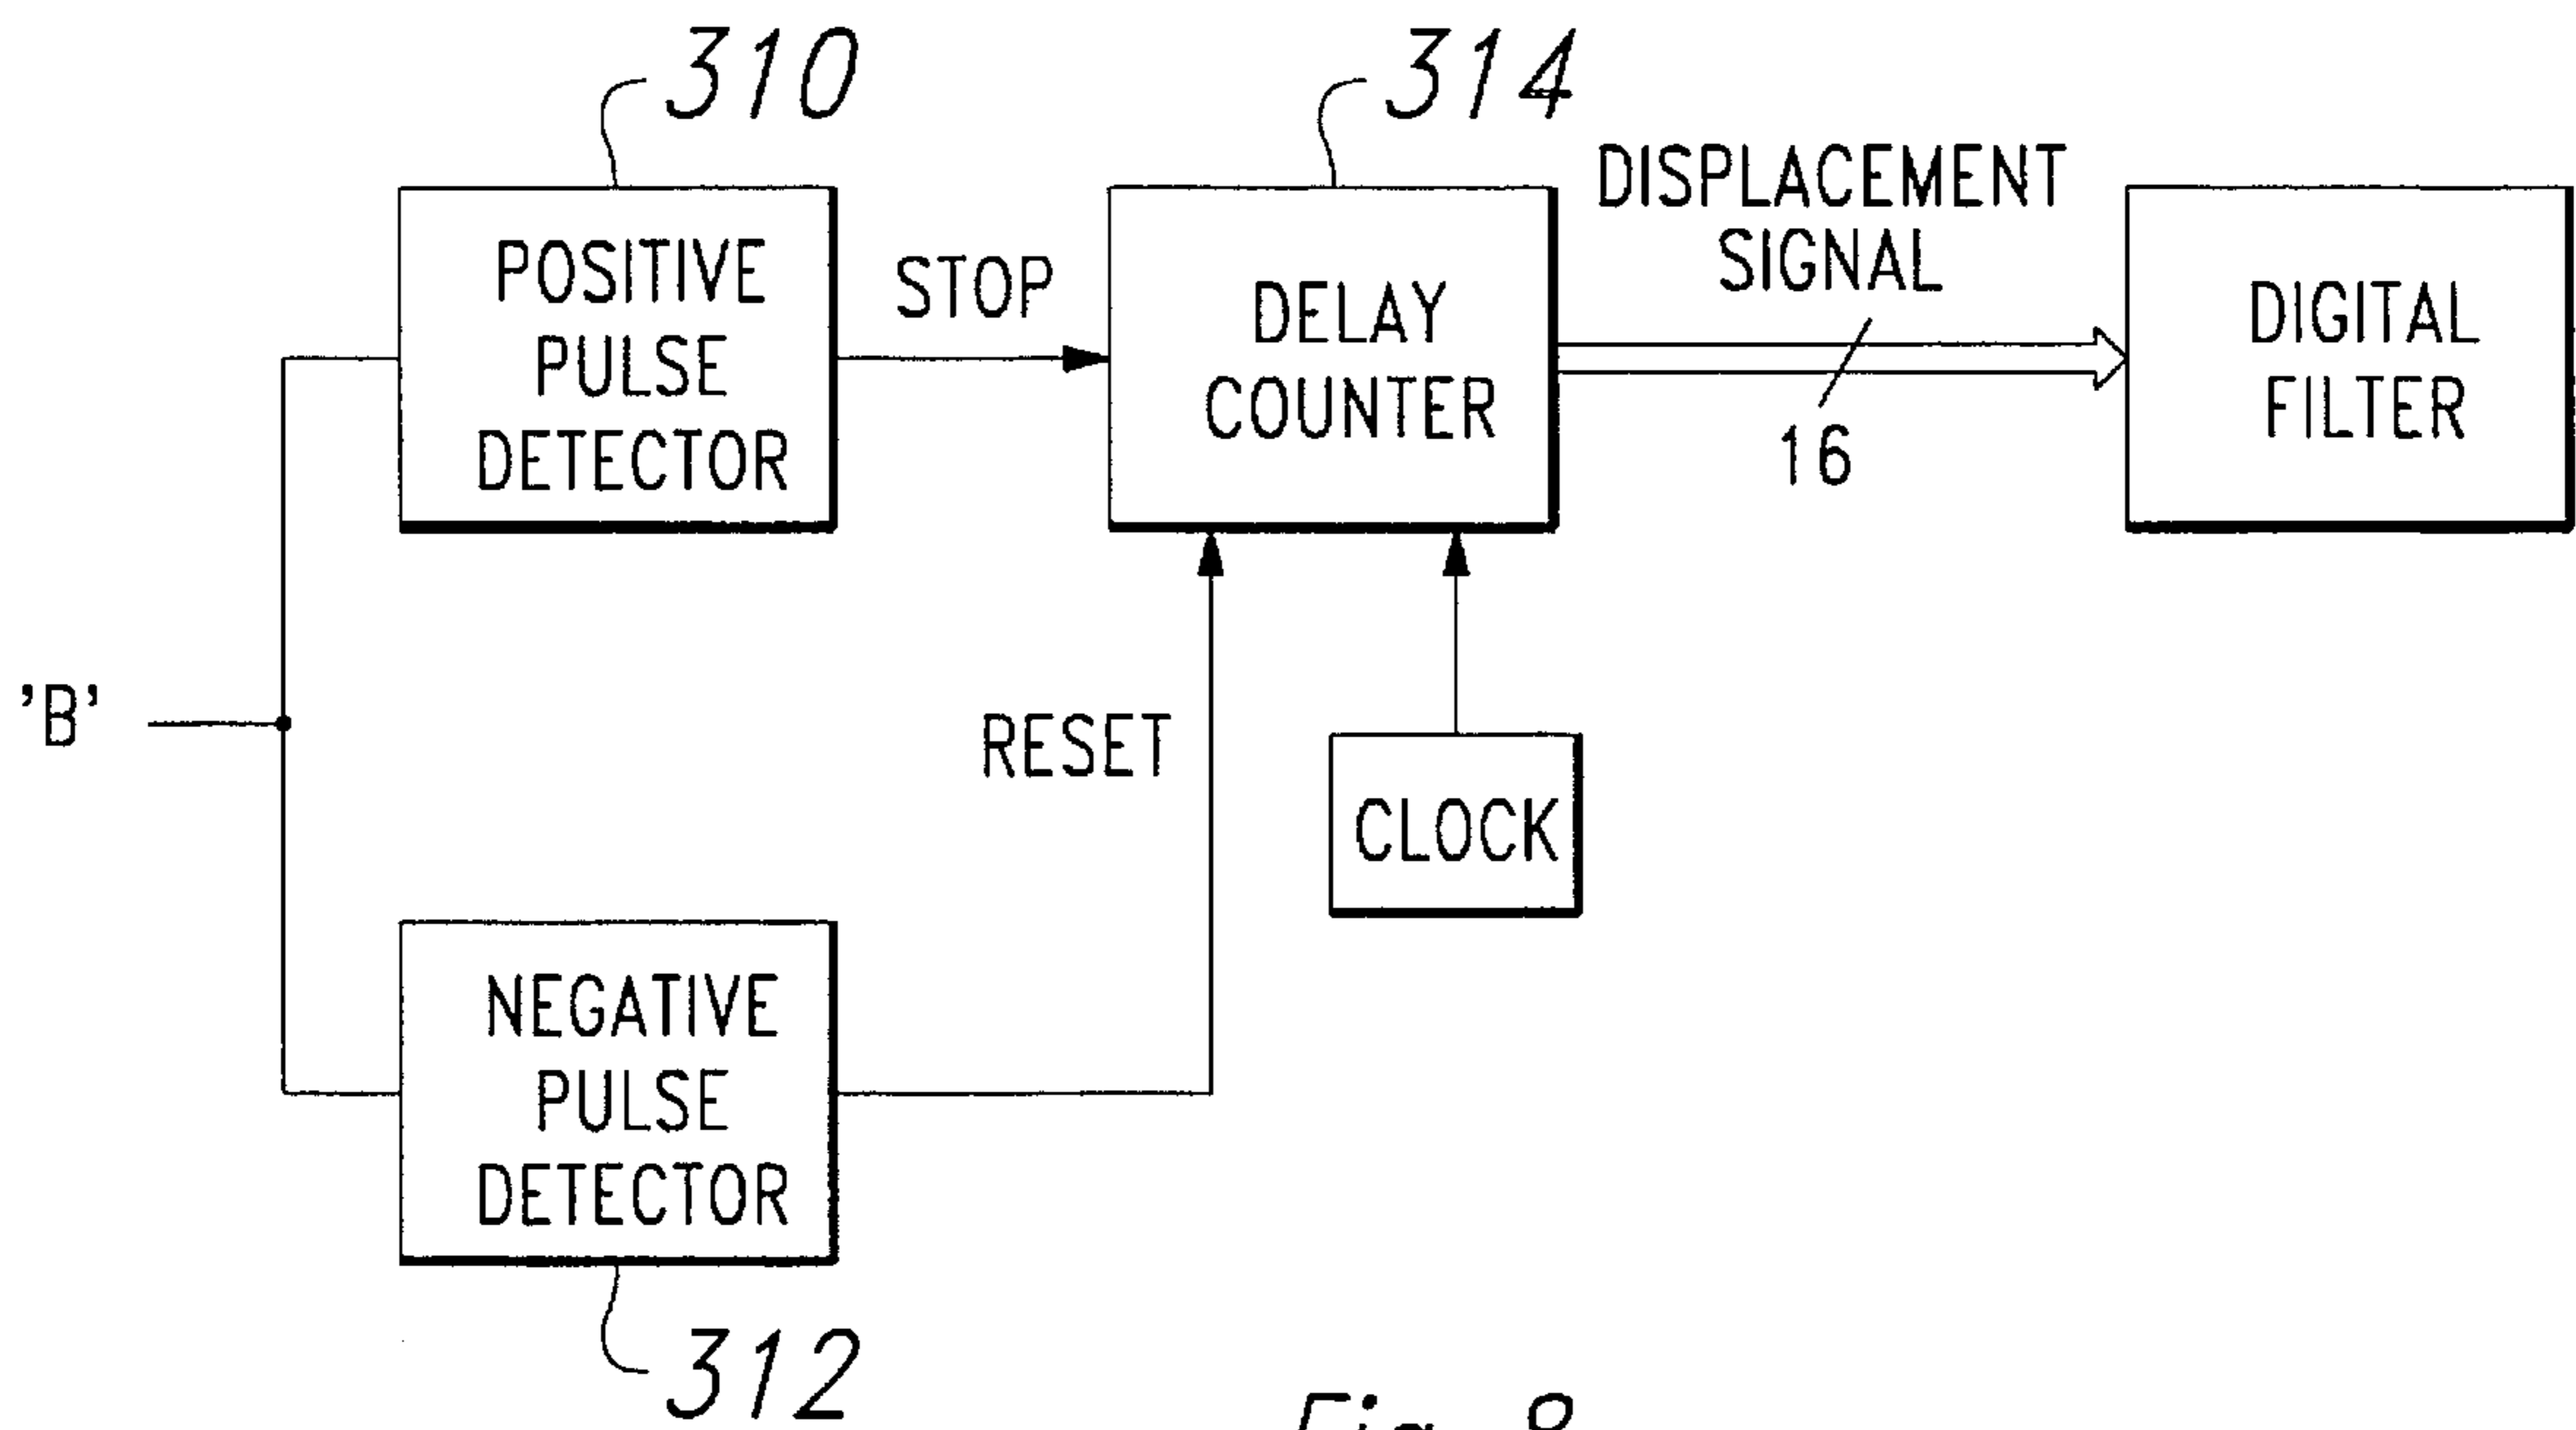 310
314
POSITIVE
PULSE
DETECTOR
STOP
DELAY
COUNTER
DISPLACEMENT
SIGNAL
16
DIGITAL
FILTER
'B'
RESET
CLOCK
NEGATIVE
PULSE
DETECTOR
312